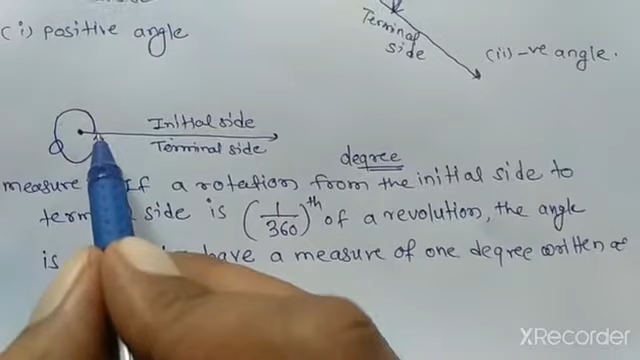 Terminal
side
(i) positive angle
(ii) -ve angle.
Initial side
Terminal side
degree
measure If a rotation from the initial side to
side is (1/360)th of a revolution, the angle
is have a measure of one degree written
XRecorder